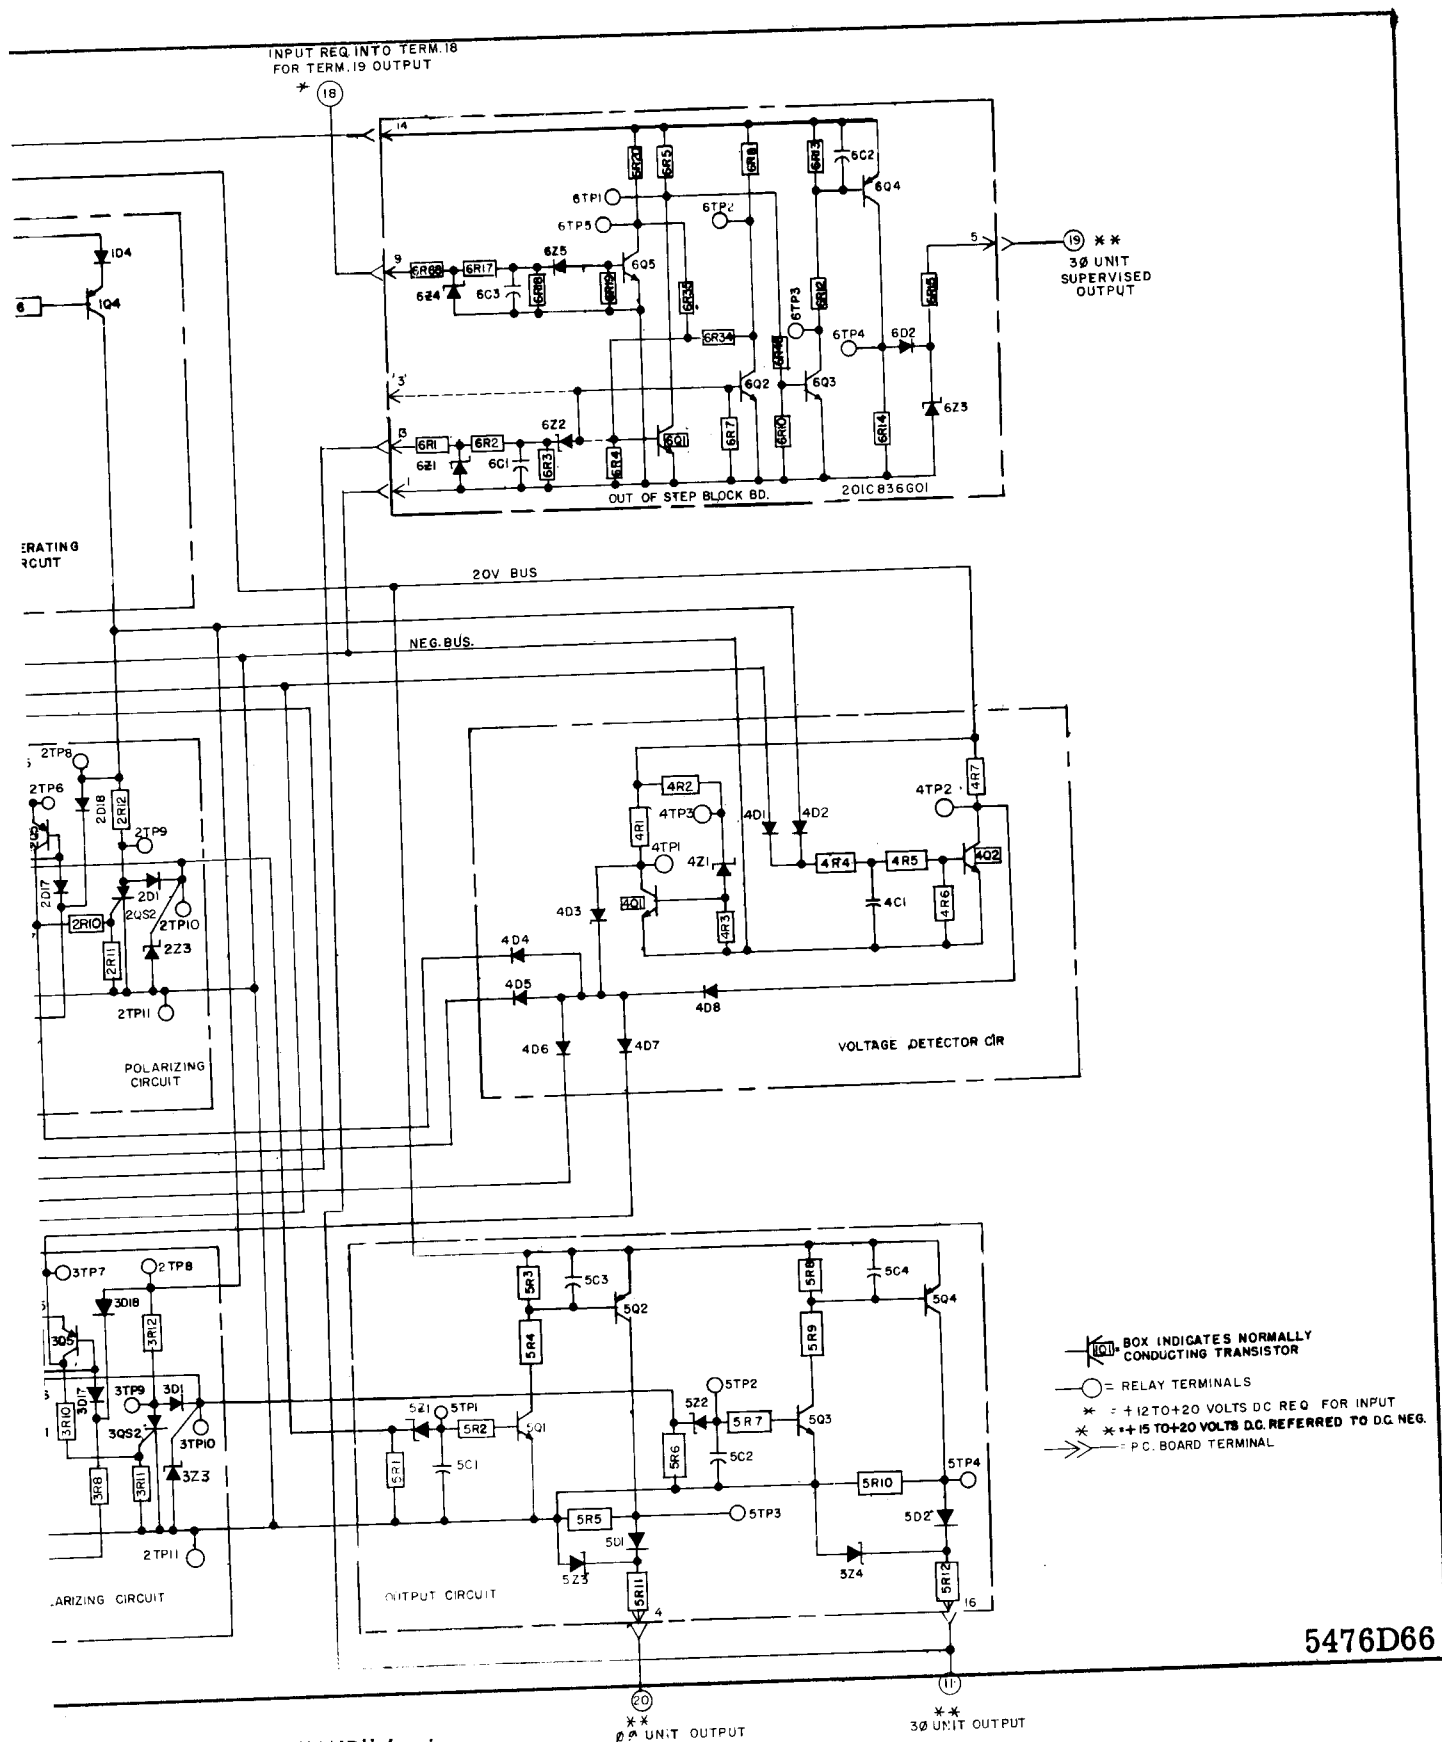 INPUT REQ. INTO TERM. 18
FOR TERM. 19 OUTPUT
* 18
14
6R20
6R5
6R8
6R13
6C2
6Q4
6TP1
6TP2
6TP5
5
19 **
3Ø UNIT
SUPERVISED
OUTPUT
1D4
1Q4
6
9
6R17
6Z5
6Q5
6Z4
6C3
6R18
6R19
6R35
6TP3
6R12
6R15
6R34
6TP4
6D2
6Q2
6Q3
6Z3
'3'
6R7
6R10
6R14
13
6R1
6R2
6Z2
6Q1
6Z1
6C1
6R3
6R4
1
OUT OF STEP BLOCK BD.
201C836G01
ERATING
RCUIT
20V BUS
NEG. BUS.
2TP8
2TP6
2D18
2R12
2TP9
2Q5
2D17
2D1
2QS2
2R10
2TP10
2R11
2Z3
2TP11
POLARIZING
CIRCUIT
4R2
4R7
4TP3
4TP2
4R1
4D1
4D2
4TP1
4Z1
4R4
4R5
4Q2
4D3
4Q1
4R3
4C1
4R6
4D4
4D5
4D8
4D6
4D7
VOLTAGE DETECTOR CIR
3TP7
2TP8
3D18
3R12
3Q5
3TP9
3D1
3D17
3R10
3QS2
3TP10
3R8
3R11
3Z3
2TP11
LARIZING CIRCUIT
5R3
5C3
5Q2
5R4
5R8
5C4
5Q4
5R9
5Z1
5TP1
5R2
5Q1
5TP2
5Z2
5R7
5Q3
5R1
5C1
5R6
5C2
5R10
5TP4
5R5
5TP3
5D1
5D2
5Z3
5R11
3Z4
5R12
OUTPUT CIRCUIT
4
16
1Q1 = BOX INDICATES NORMALLY
CONDUCTING TRANSISTOR
= RELAY TERMINALS
* = +12 TO +20 VOLTS DC REQ FOR INPUT
* * = +15 TO +20 VOLTS D.C. REFERRED TO D.C. NEG.
= P.C. BOARD TERMINAL
5476D66
20
**
UNIT OUTPUT
11
**
3Ø UNIT OUTPUT